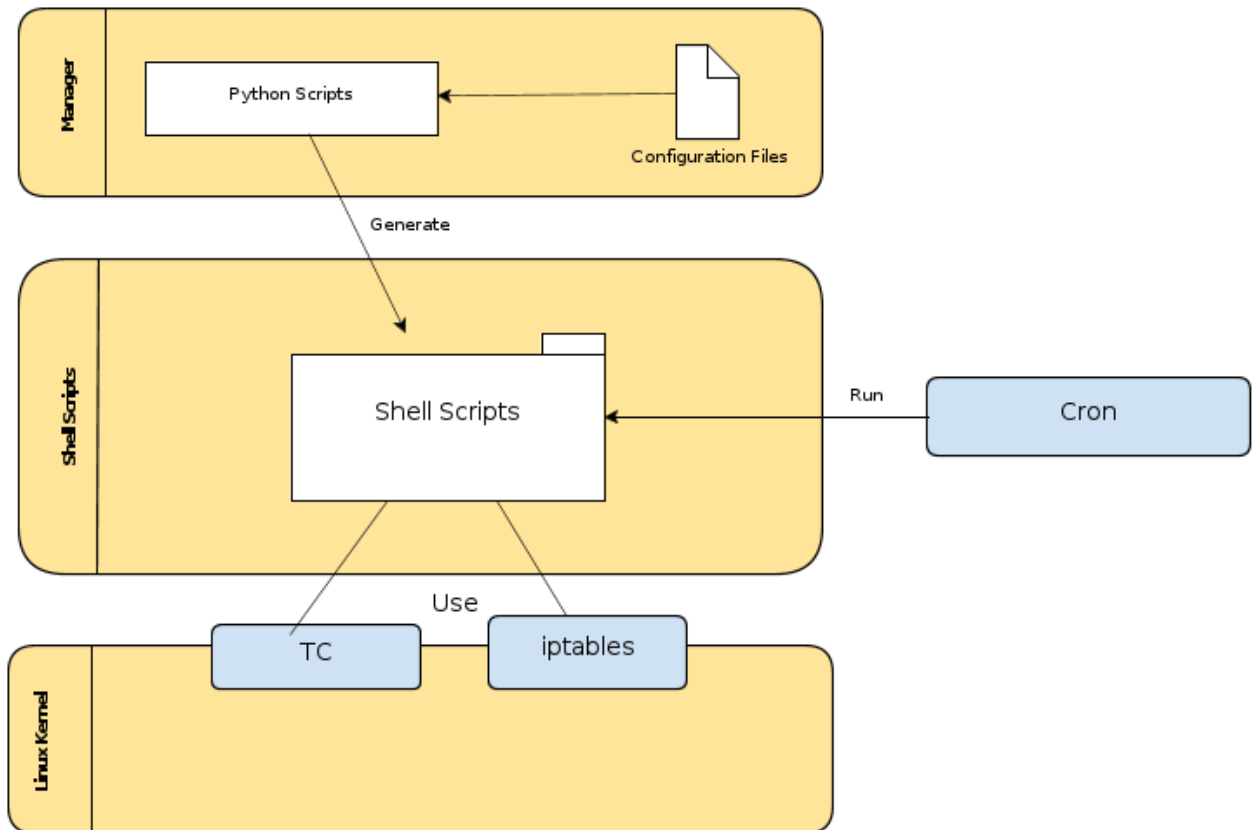 Manager
Python Scripts
Configuration Files
Generate
Shell Scripts
Shell Scripts
Run
Cron
Use
TC
iptables
Linux Kernel